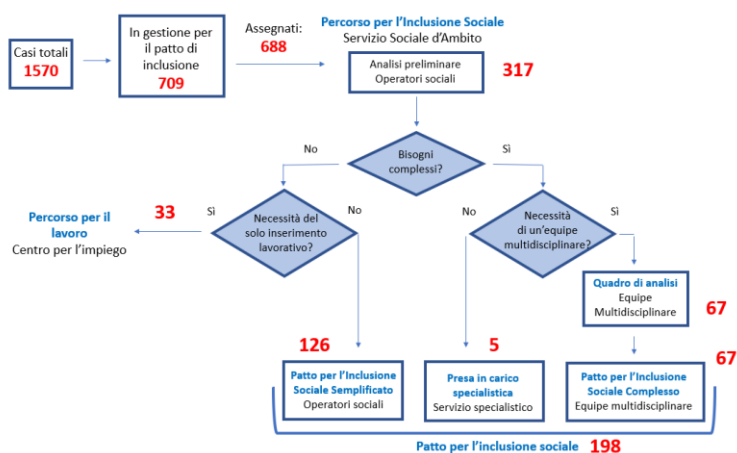 Casi totali
1570
In gestione per
il patto di
inclusione
709
Assegnati:
688
Percorso per l'Inclusione Sociale
Servizio Sociale d'Ambito
Analisi preliminare
Operatori sociali
317
Bisogni
complessi?
No
Sì
Necessità del
solo inserimento
lavorativo?
Sì
No
33
Percorso per il
lavoro
Centro per l'impiego
Necessità
di un'equipe
multidisciplinare?
No
Sì
Quadro di analisi
Equipe
Multidisciplinare
67
126
Patto per l'Inclusione
Sociale Semplificato
Operatori sociali
5
Presa in carico
specialistica
Servizio specialistico
67
Patto per l'Inclusione
Sociale Complesso
Equipe multidisciplinare
Patto per l'inclusione sociale 198